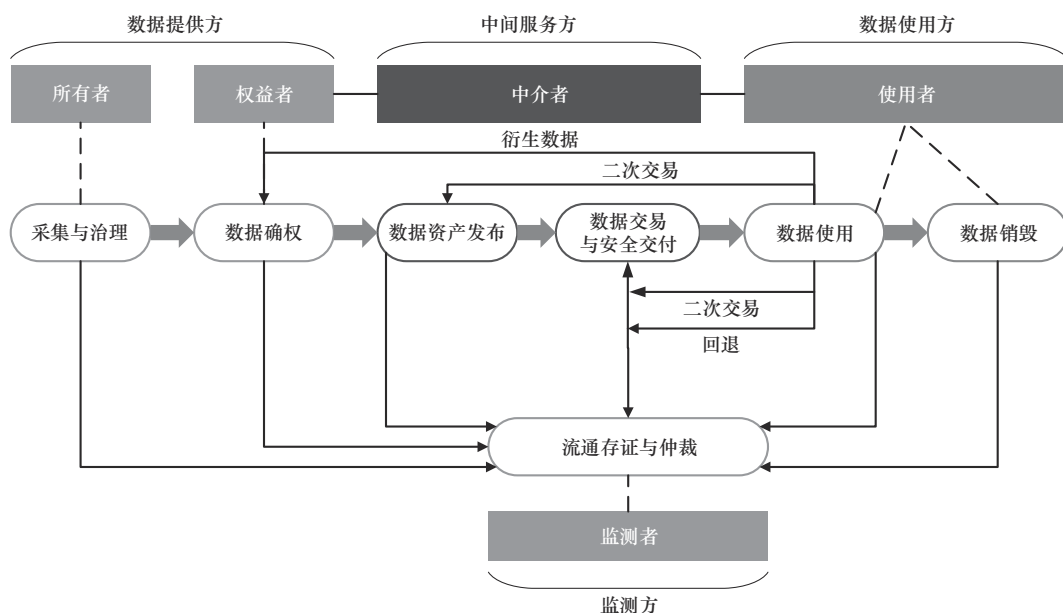 数据提供方
中间服务方
数据使用方
所有者
权益者
中介者
使用者
衍生数据
二次交易
采集与治理
数据确权
数据资产发布
数据交易
与安全交付
数据使用
数据销毁
二次交易
回退
流通存证与仲裁
监测者
监测方